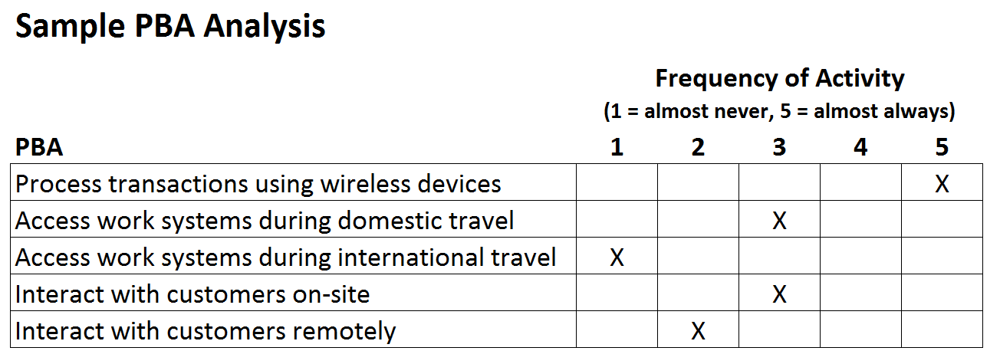 Sample PBA Analysis
Frequency of Activity
(1 = almost never, 5 = almost always)
PBA 1 2 3 4 5
Process transactions using wireless devices X
Access work systems during domestic travel X
Access work systems during international travel X
Interact with customers on-site X
Interact with customers remotely X